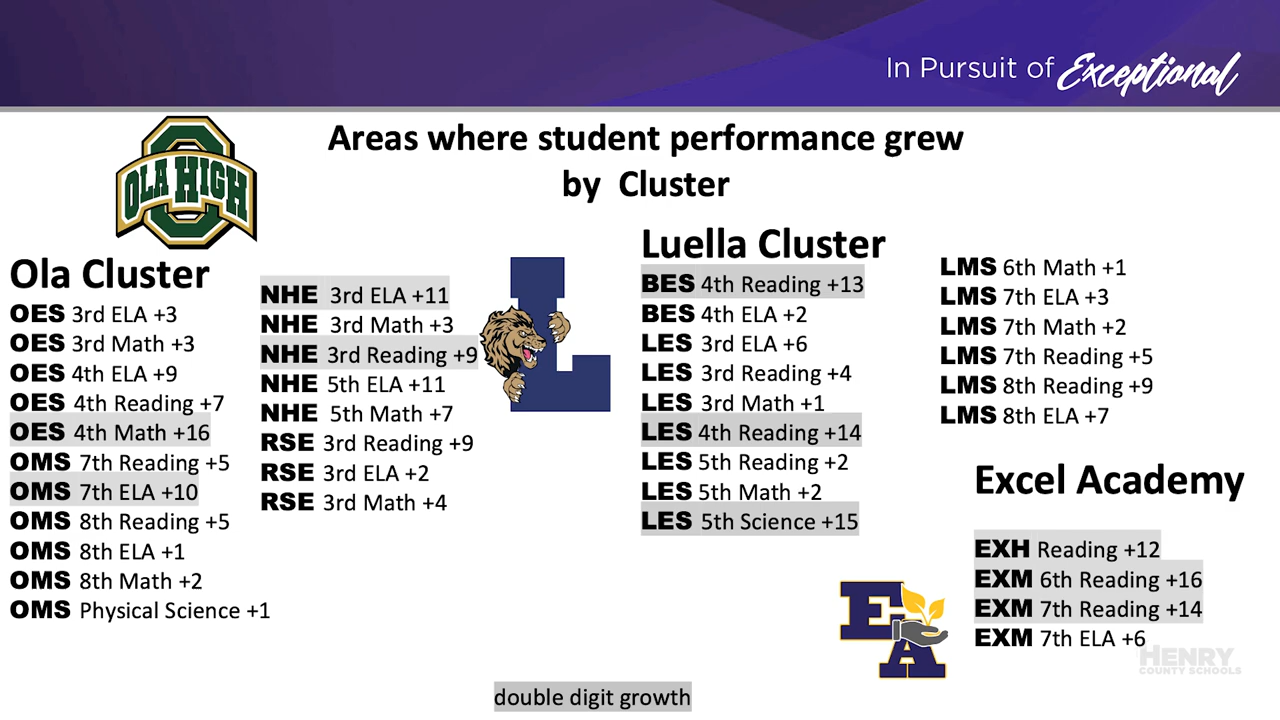 In Pursuit of Exceptional
Areas where student performance grew
by Cluster
OLA HIGH
Ola Cluster
OES 3rd ELA +3
OES 3rd Math +3
OES 4th ELA +9
OES 4th Reading +7
OES 4th Math +16
OMS 7th Reading +5
OMS 7th ELA +10
OMS 8th Reading +5
OMS 8th ELA +1
OMS 8th Math +2
OMS Physical Science +1
NHE 3rd ELA +11
NHE 3rd Math +3
NHE 3rd Reading +9
NHE 5th ELA +11
NHE 5th Math +7
RSE 3rd Reading +9
RSE 3rd ELA +2
RSE 3rd Math +4
L
Luella Cluster
BES 4th Reading +13
BES 4th ELA +2
LES 3rd ELA +6
LES 3rd Reading +4
LES 3rd Math +1
LES 4th Reading +14
LES 5th Reading +2
LES 5th Math +2
LES 5th Science +15
LMS 6th Math +1
LMS 7th ELA +3
LMS 7th Math +2
LMS 7th Reading +5
LMS 8th Reading +9
LMS 8th ELA +7
Excel Academy
EXH Reading +12
EXM 6th Reading +16
EXM 7th Reading +14
EXM 7th ELA +6
EA
HENRY
COUNTY SCHOOLS
double digit growth